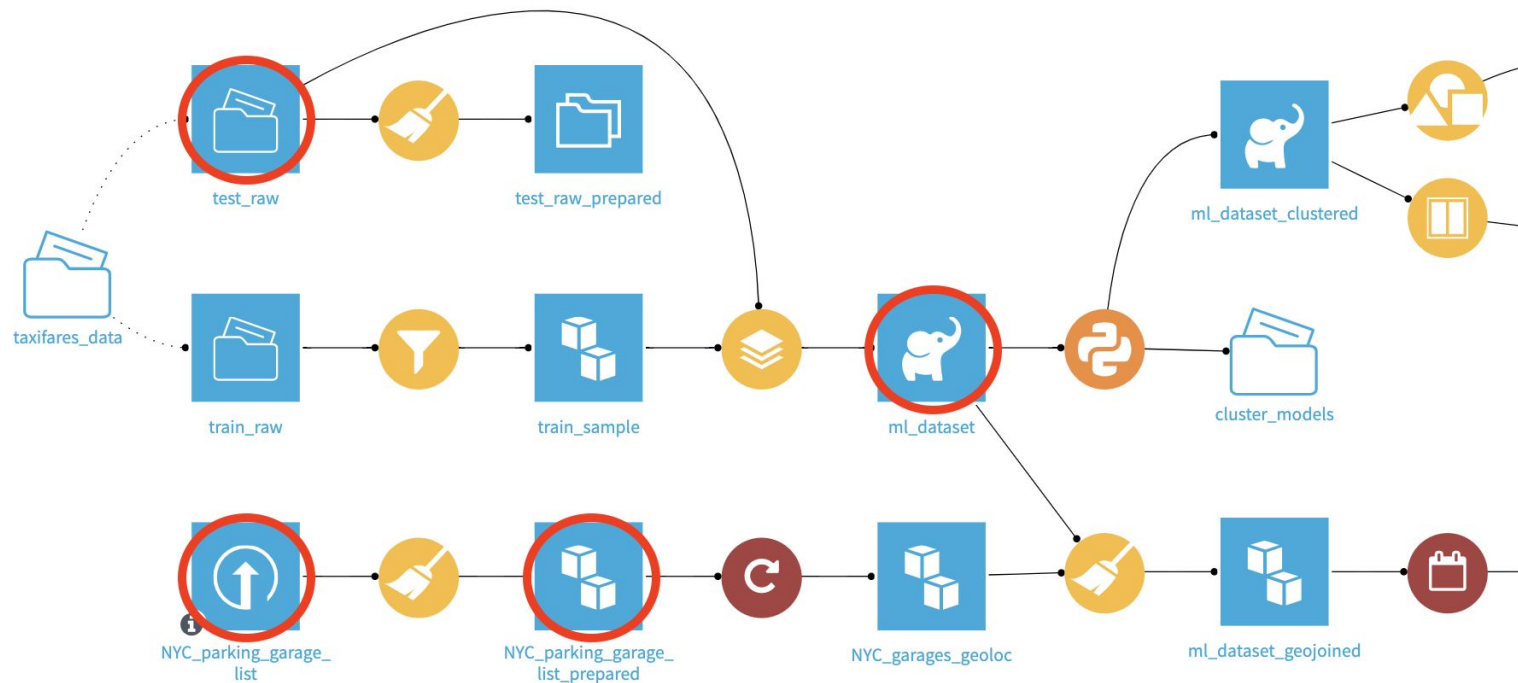 test_raw
test_raw_prepared
ml_dataset_clustered
taxifares_data
train_raw
train_sample
ml_dataset
cluster_models
i
NYC_parking_garage_
list
NYC_parking_garage_
list_prepared
NYC_garages_geoloc
ml_dataset_geojoined